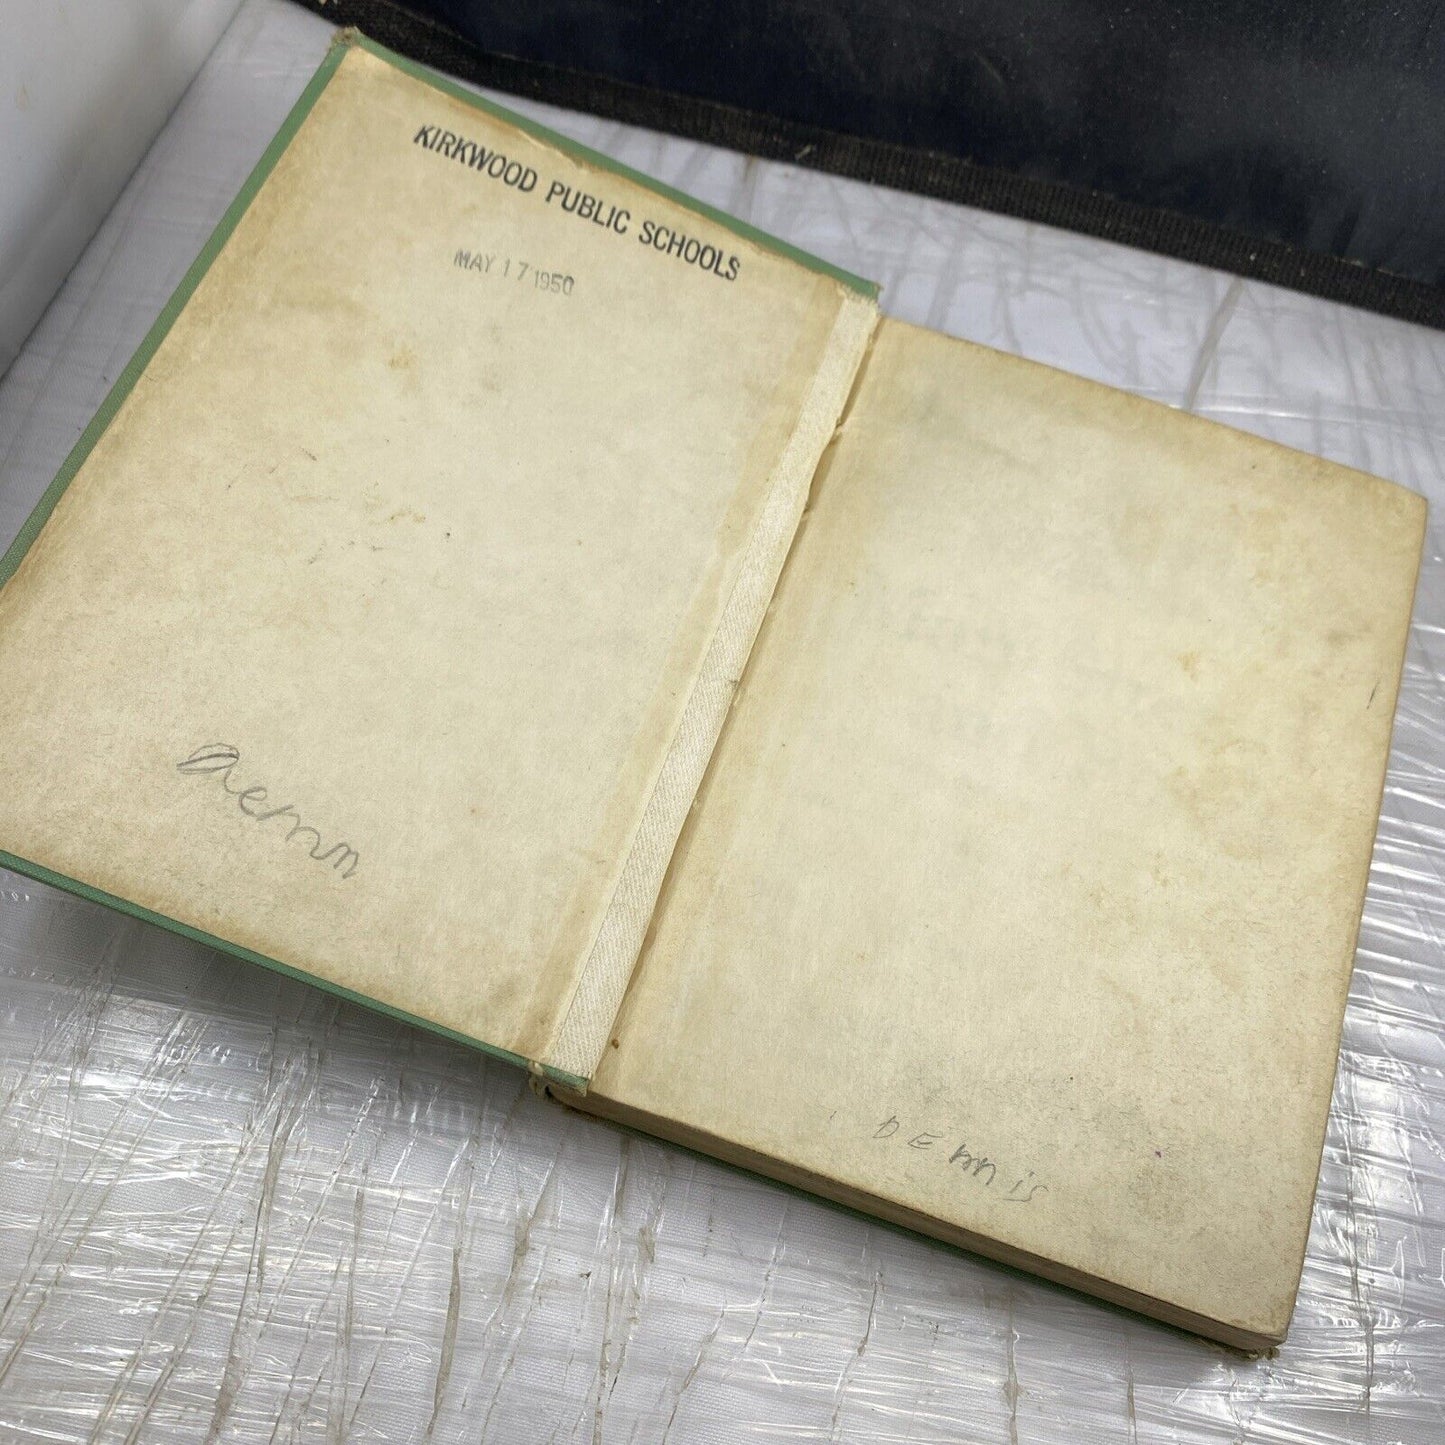 KIRKWOOD PUBLIC SCHOOLS
MAY 17 1950
DEnnis